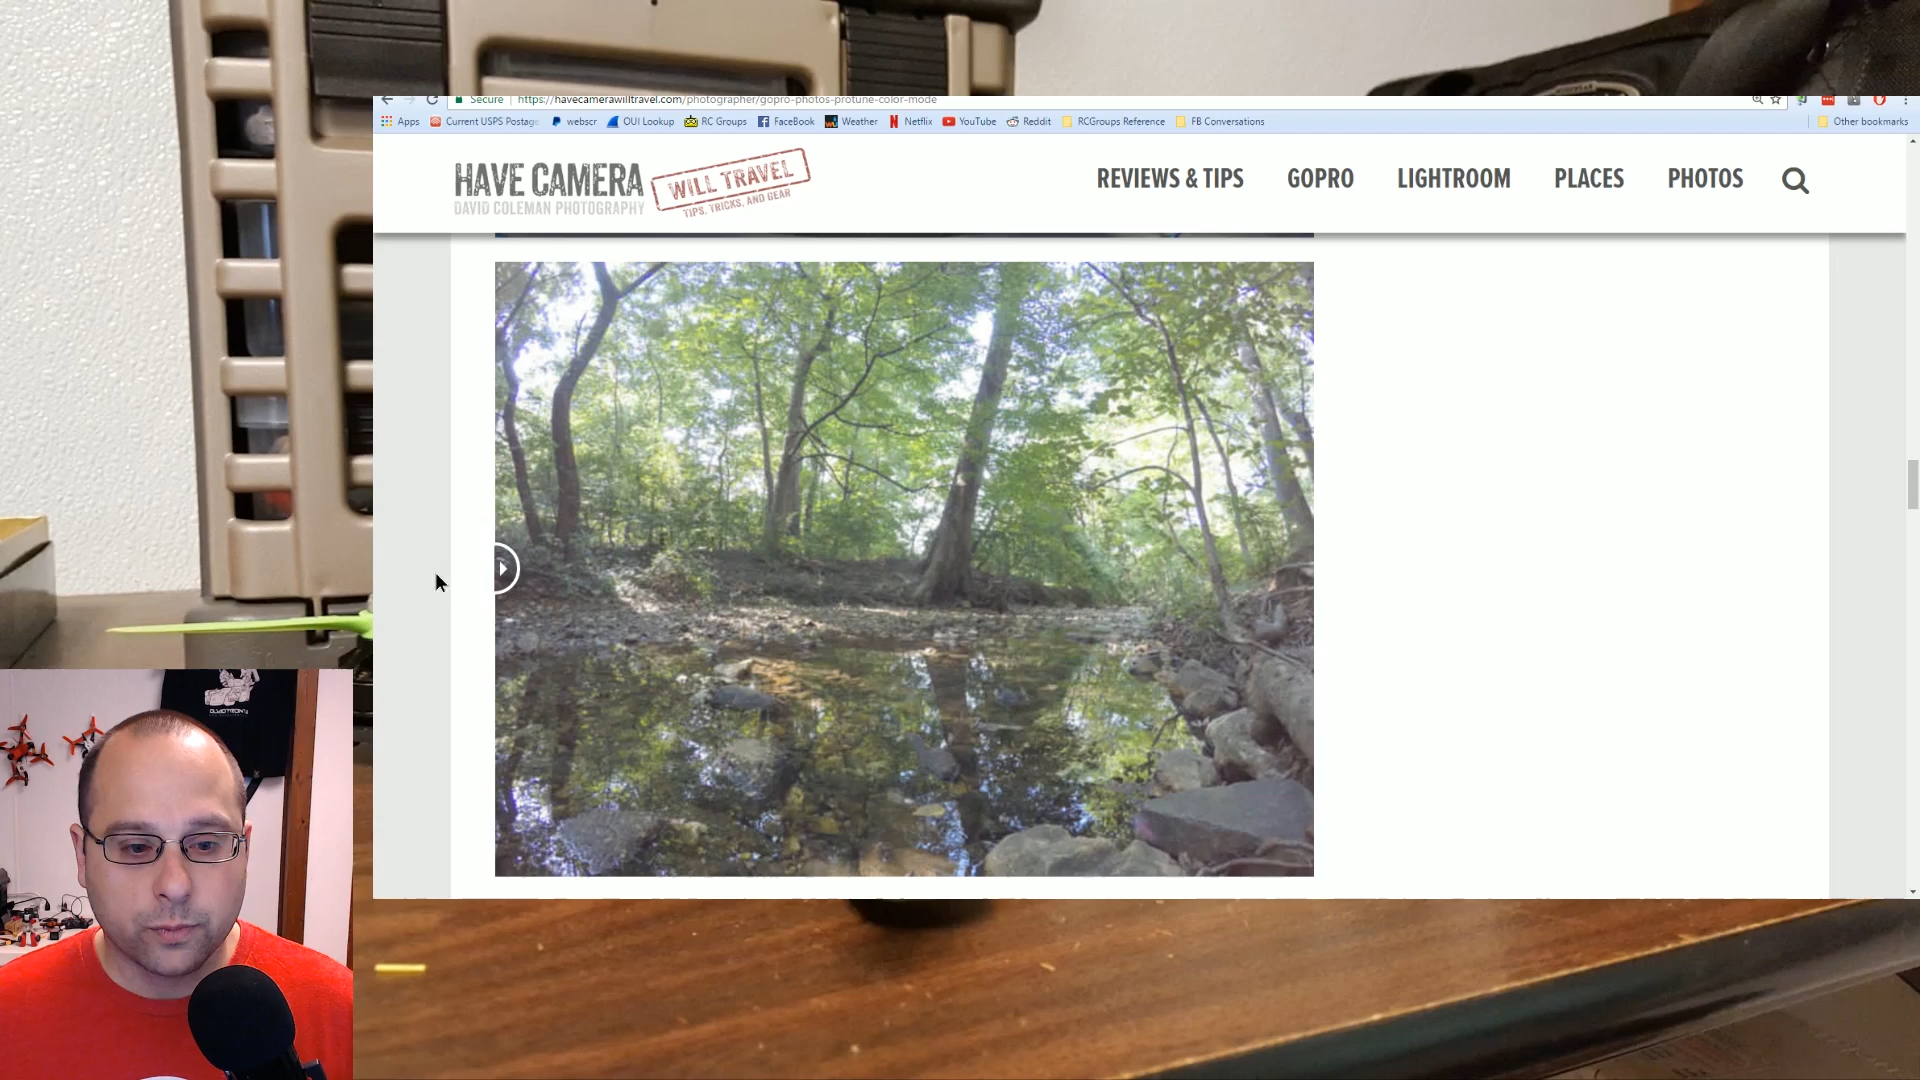 Secure | https://havecamerawilltravel.com/photographer/gopro-photos-protune-color-mode
Apps Current USPS Postage webscr OUI Lookup RC Groups FaceBook Weather Netflix YouTube Reddit RCGroups Reference FB Conversations Other bookmarks
HAVE CAMERA WILL TRAVEL
DAVID COLEMAN PHOTOGRAPHY TIPS, TRICKS, AND GEAR
REVIEWS & TIPS GOPRO LIGHTROOM PLACES PHOTOS